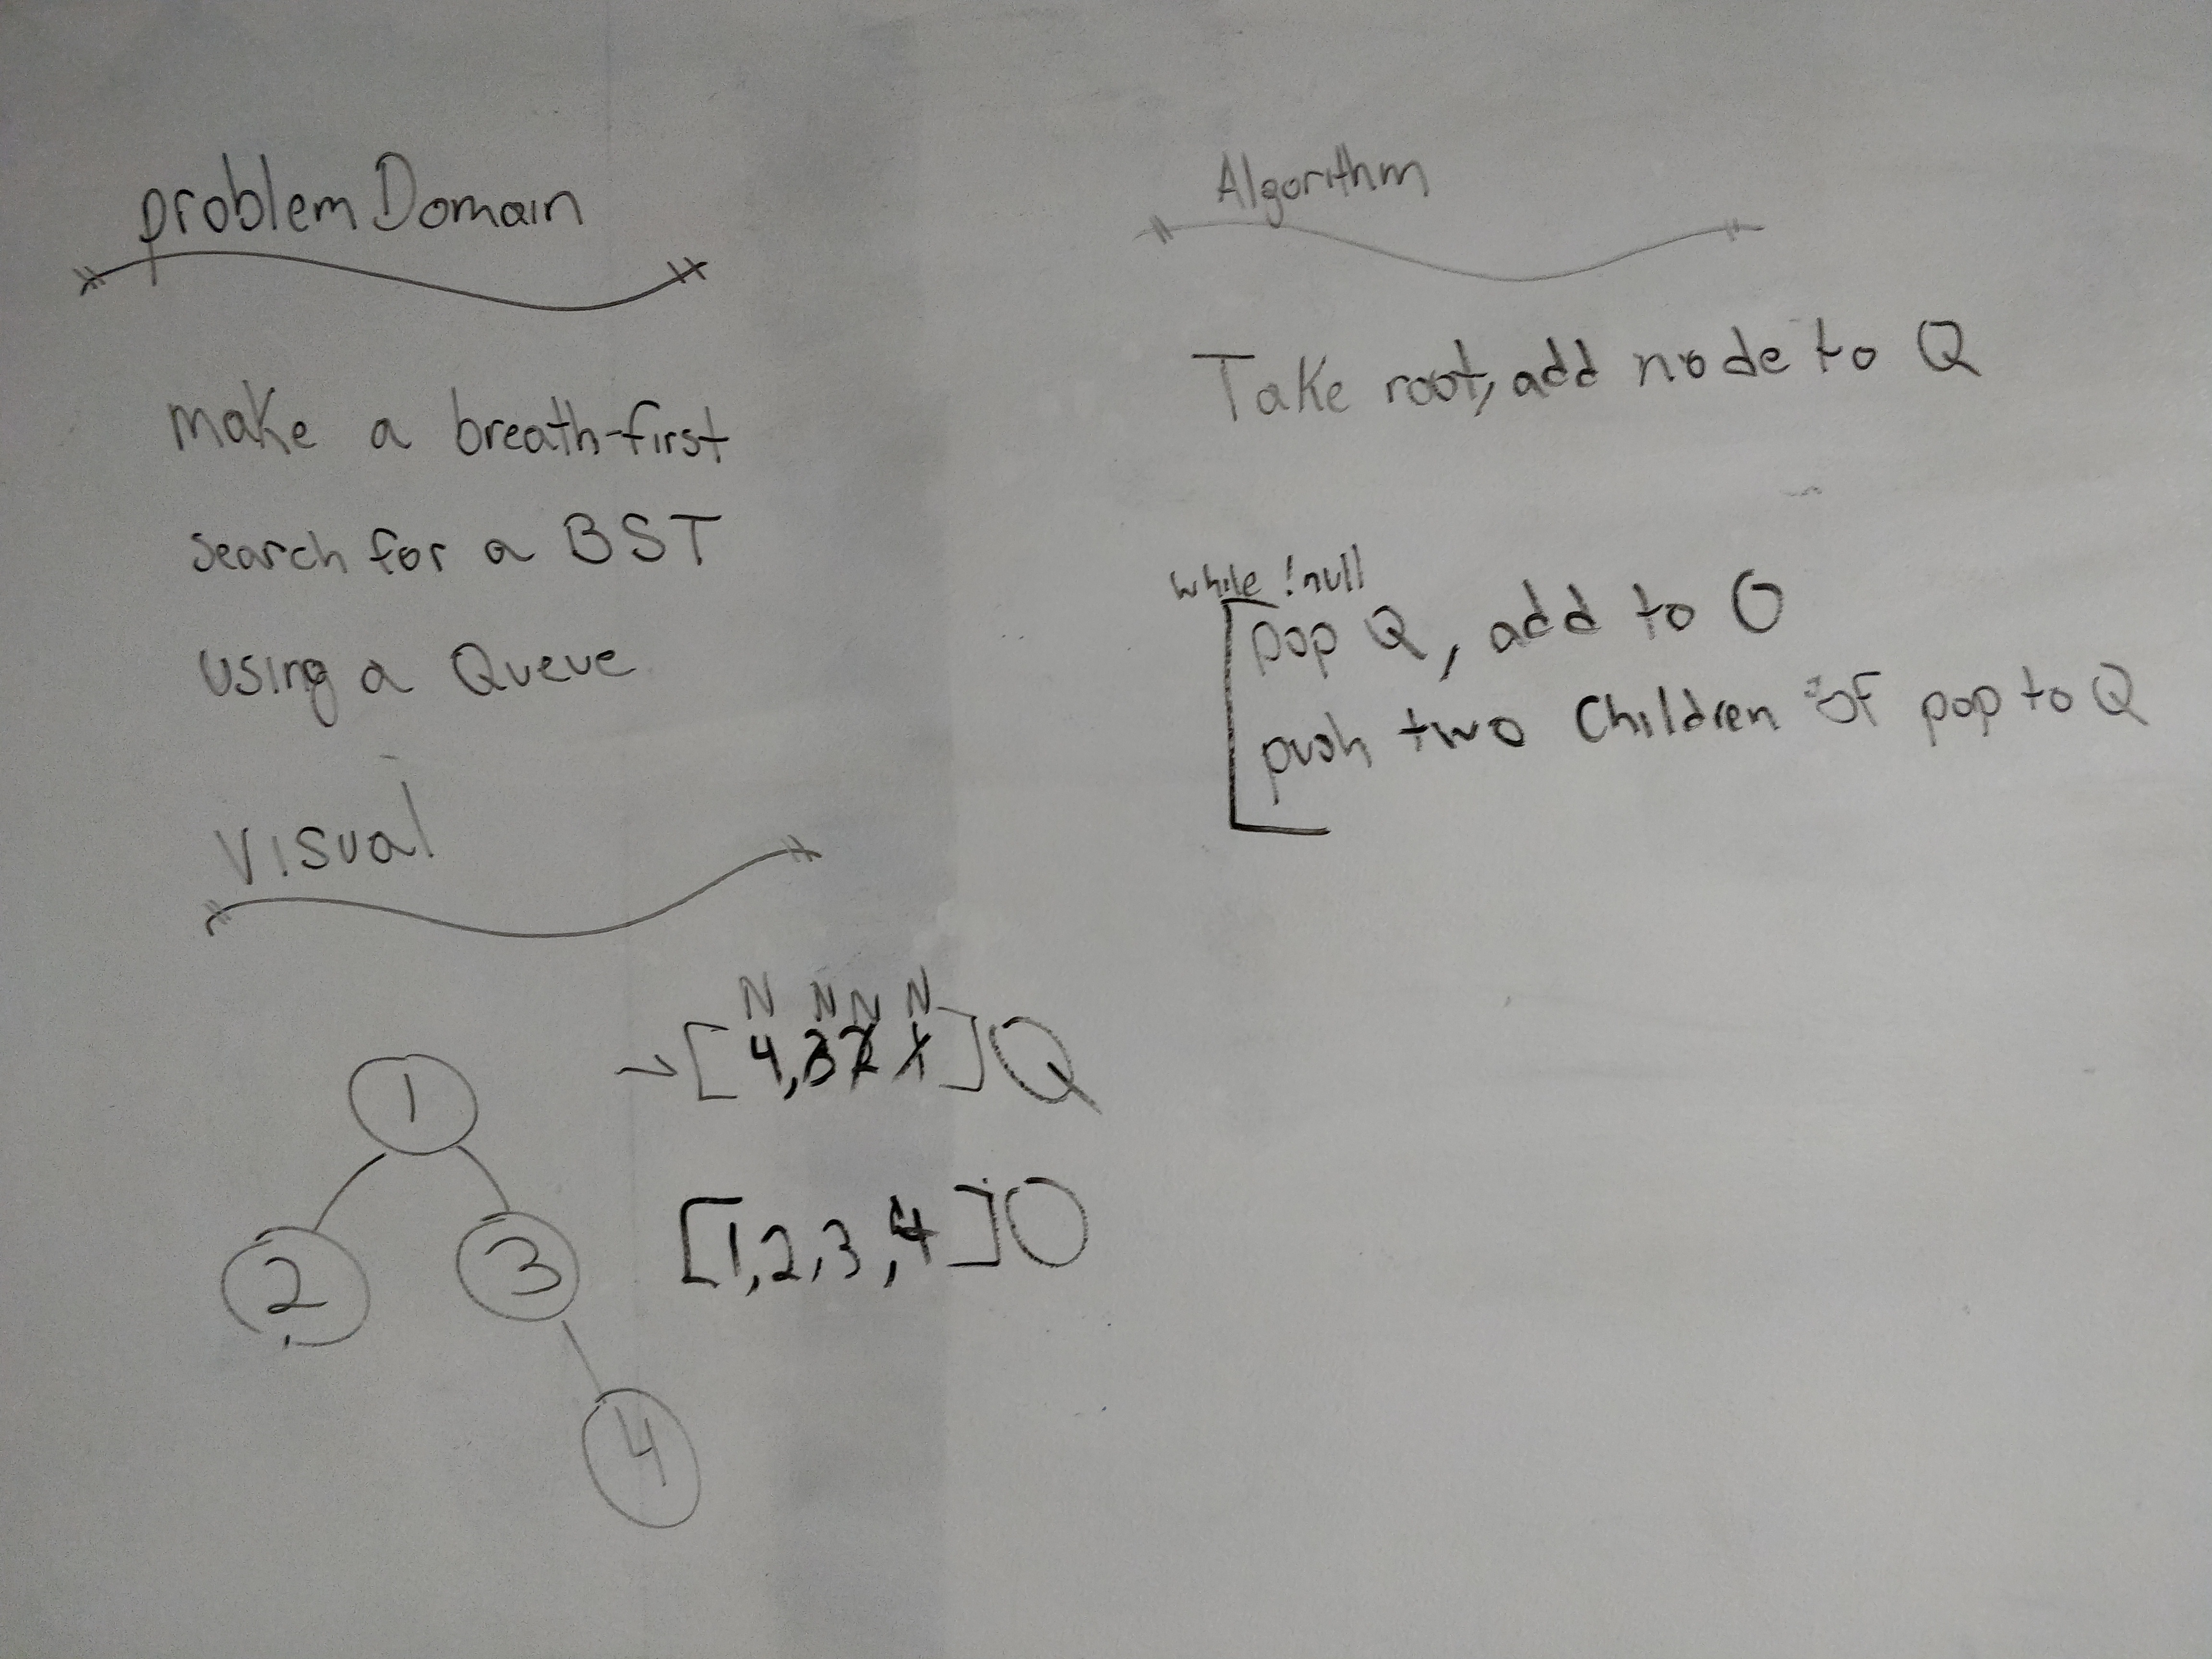 problem Domain
make a breath-first
search for a BST
using a Queue
Visual
N N N N
[4,3 2 1] Q
[1,2,3,4] O
1
2 3
4
Algorithm
Take root, add node to Q
while !null
pop Q, add to O
push two children of pop to Q